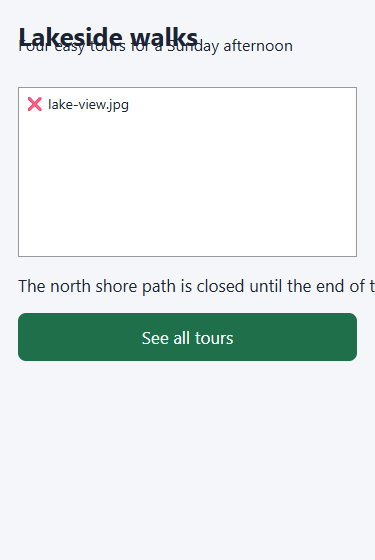 Lakeside walks
Four easy tours for a Sunday afternoon
lake-view.jpg
The north shore path is closed until the end of
See all tours